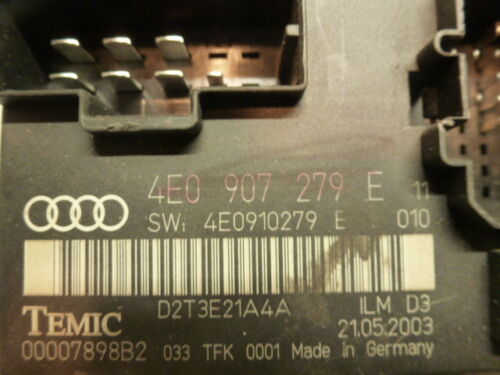 4E0 907 279 E 11
SW: 4E0910279 E 010
D2T3E21A4A ILM D3
TEMIC 21.05.2003
00007898B2 033 TFK 0001 Made in Germany